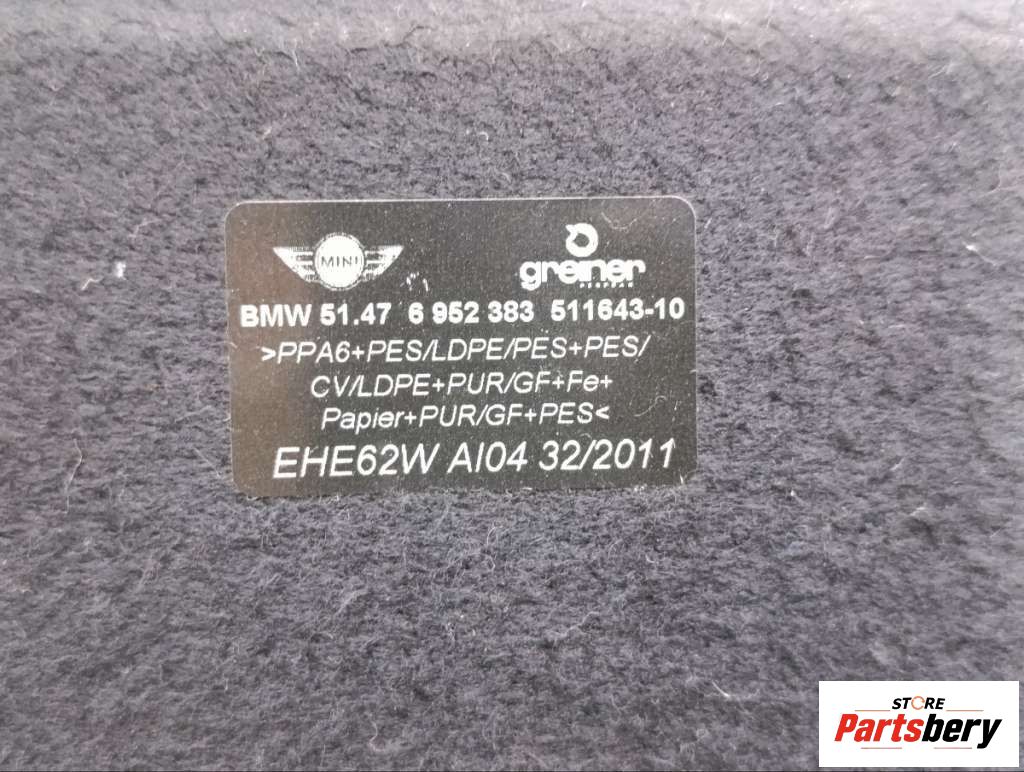 MINI
greiner
BMW 51.47 6 952 383 511643-10
>PPA6+PES/LDPE/PES+PES/
CV/LDPE+PUR/GF+Fe+
Papier+PUR/GF+PES<
EHE62W AI04 32/2011
STORE
Partsbery